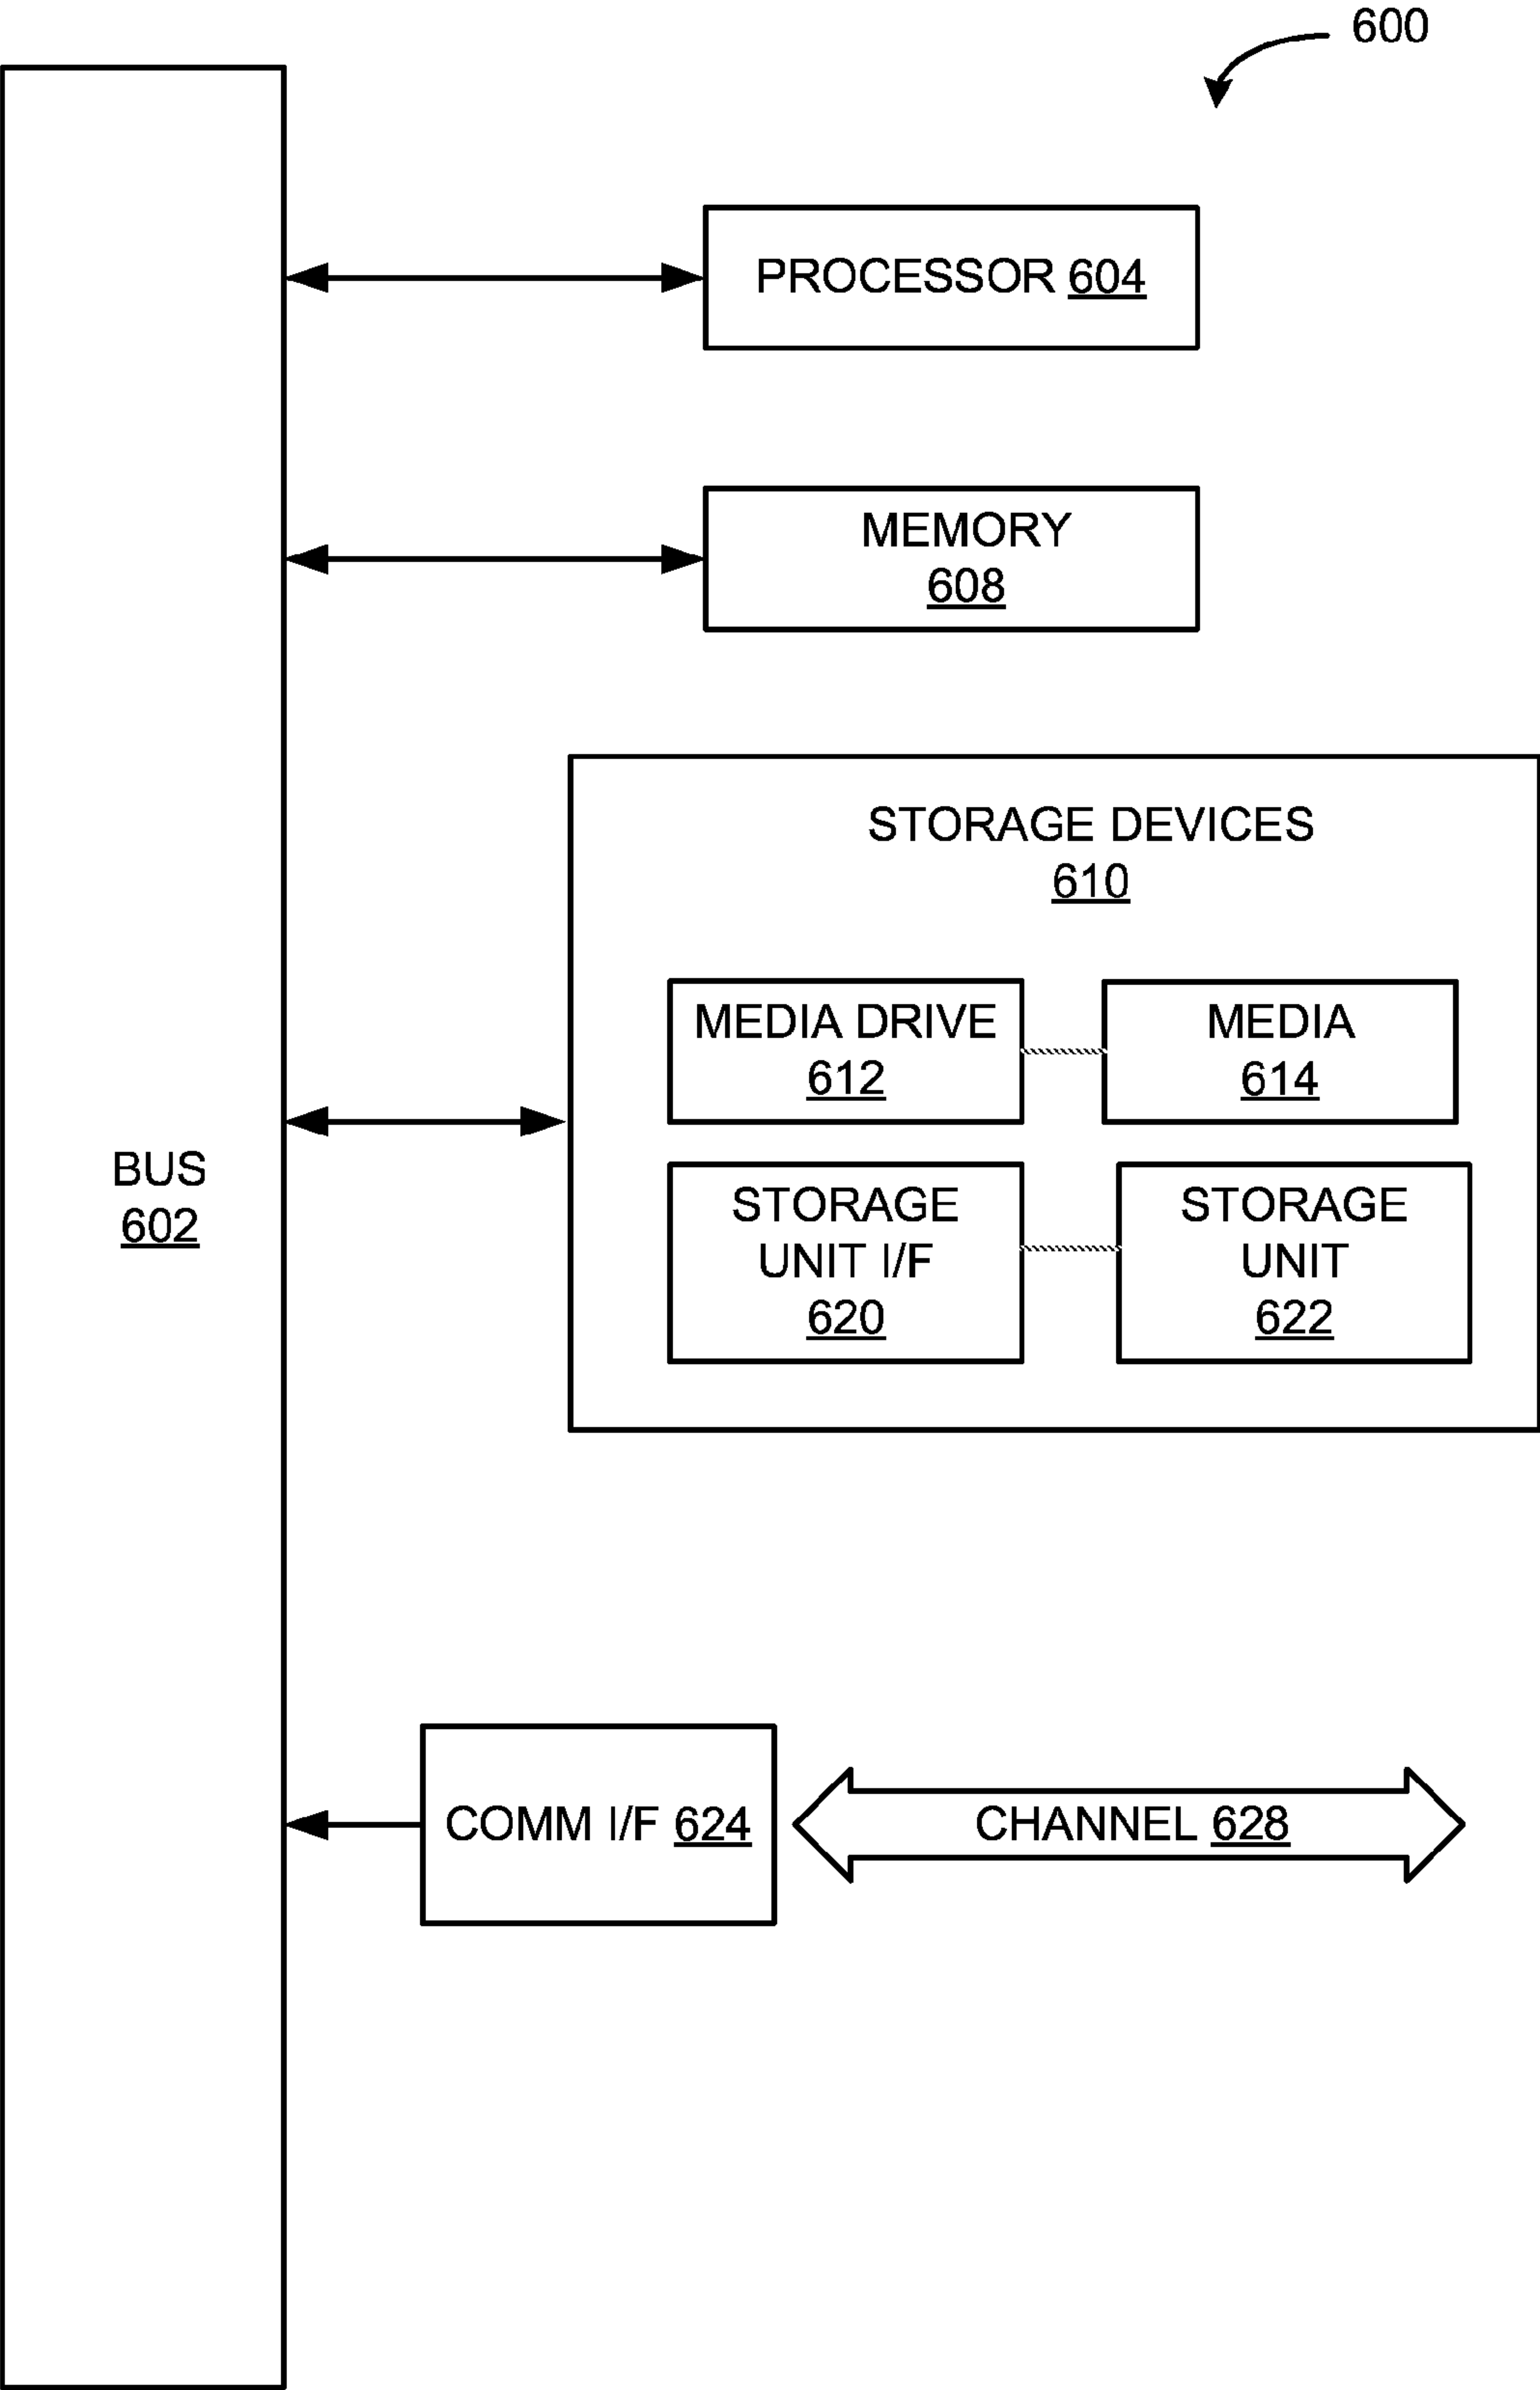 600
PROCESSOR 604
MEMORY
608
STORAGE DEVICES
610
MEDIA DRIVE
612
MEDIA
614
BUS
602
STORAGE
UNIT I/F
620
STORAGE
UNIT
622
COMM I/F 624
CHANNEL 628